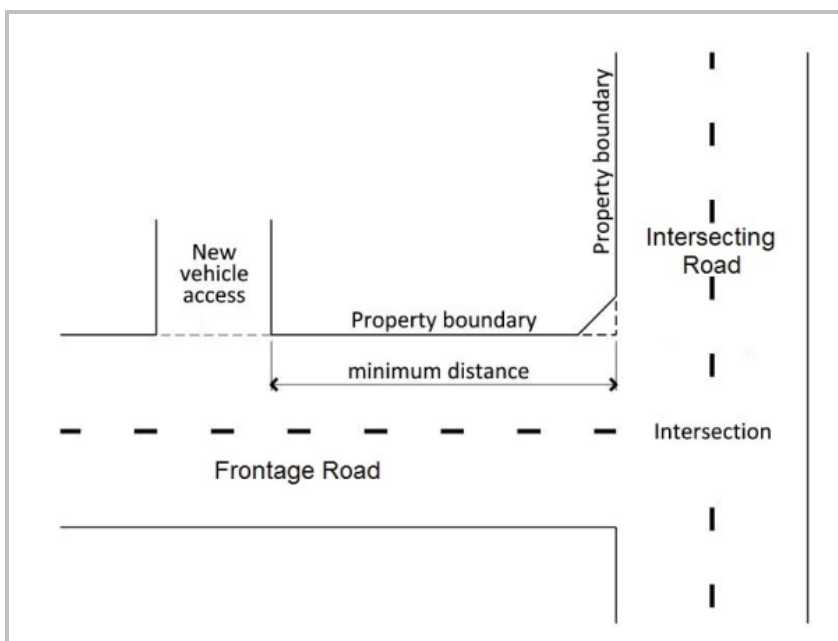 Property boundary
New
vehicle
access
Intersecting
Road
Property boundary
minimum distance
Intersection
Frontage Road